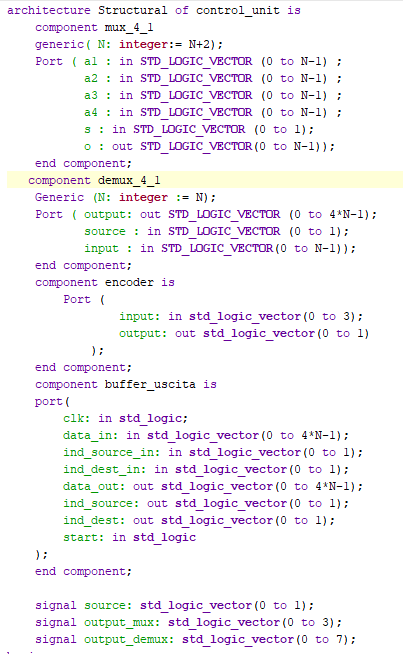 architecture Structural of control_unit is
component mux_4_1
generic( N: integer:= N+2);
Port ( a1 : in STD_LOGIC_VECTOR (0 to N-1) ;
a2 : in STD_LOGIC_VECTOR (0 to N-1) ;
a3 : in STD_LOGIC_VECTOR (0 to N-1) ;
a4 : in STD_LOGIC_VECTOR (0 to N-1) ;
s : in STD_LOGIC_VECTOR (0 to 1);
o : out STD_LOGIC_VECTOR(0 to N-1));
end component;
component demux_4_1
Generic (N: integer := N);
Port ( output: out STD_LOGIC_VECTOR (0 to 4*N-1);
source : in STD_LOGIC_VECTOR (0 to 1);
input : in STD_LOGIC_VECTOR(0 to N-1));
end component;
component encoder is
Port (
input: in std_logic_vector(0 to 3);
output: out std_logic_vector(0 to 1)
);
end component;
component buffer_uscita is
port(
clk: in std_logic;
data_in: in std_logic_vector(0 to 4*N-1);
ind_source_in: in std_logic_vector(0 to 1);
ind_dest_in: in std_logic_vector(0 to 1);
data_out: out std_logic_vector(0 to 4*N-1);
ind_source: out std_logic_vector(0 to 1);
ind_dest: out std_logic_vector(0 to 1);
start: in std_logic
);
end component;
signal source: std_logic_vector(0 to 1);
signal output_mux: std_logic_vector(0 to 3);
signal output_demux: std_logic_vector(0 to 7);